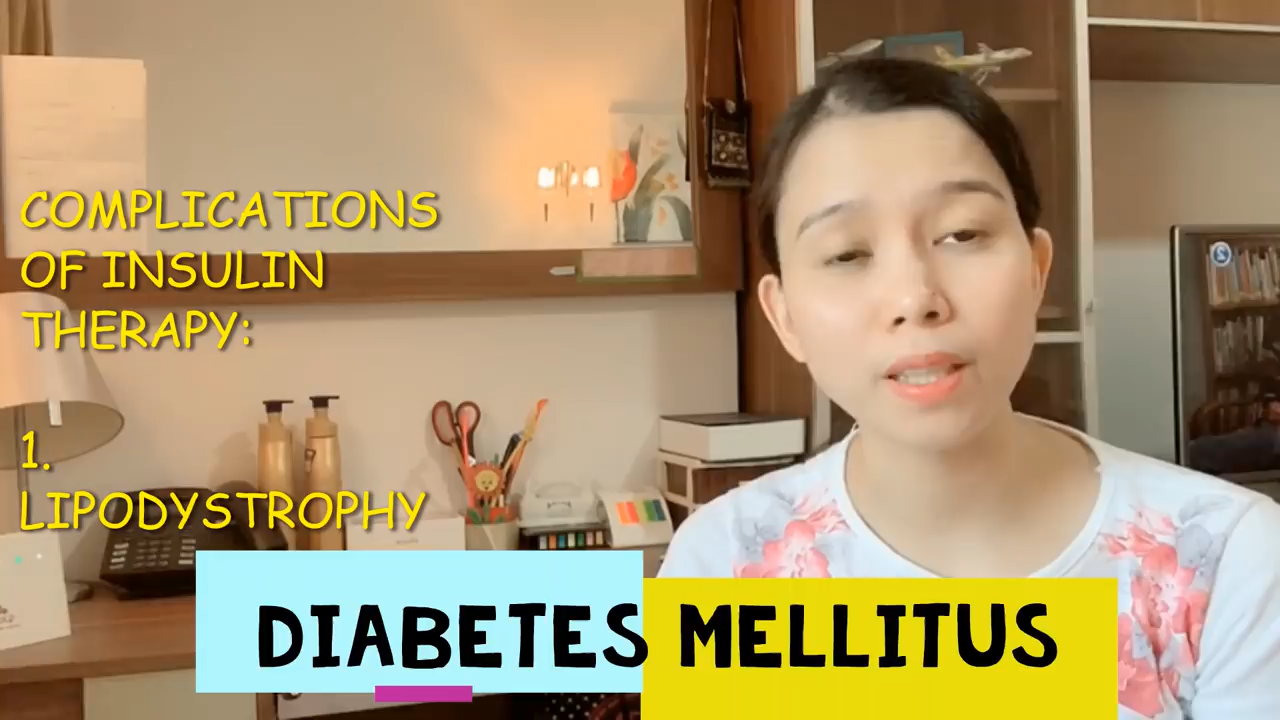 COMPLICATIONS
OF INSULIN
THERAPY:
1.
LIPODYSTROPHY
DIABETES MELLITUS